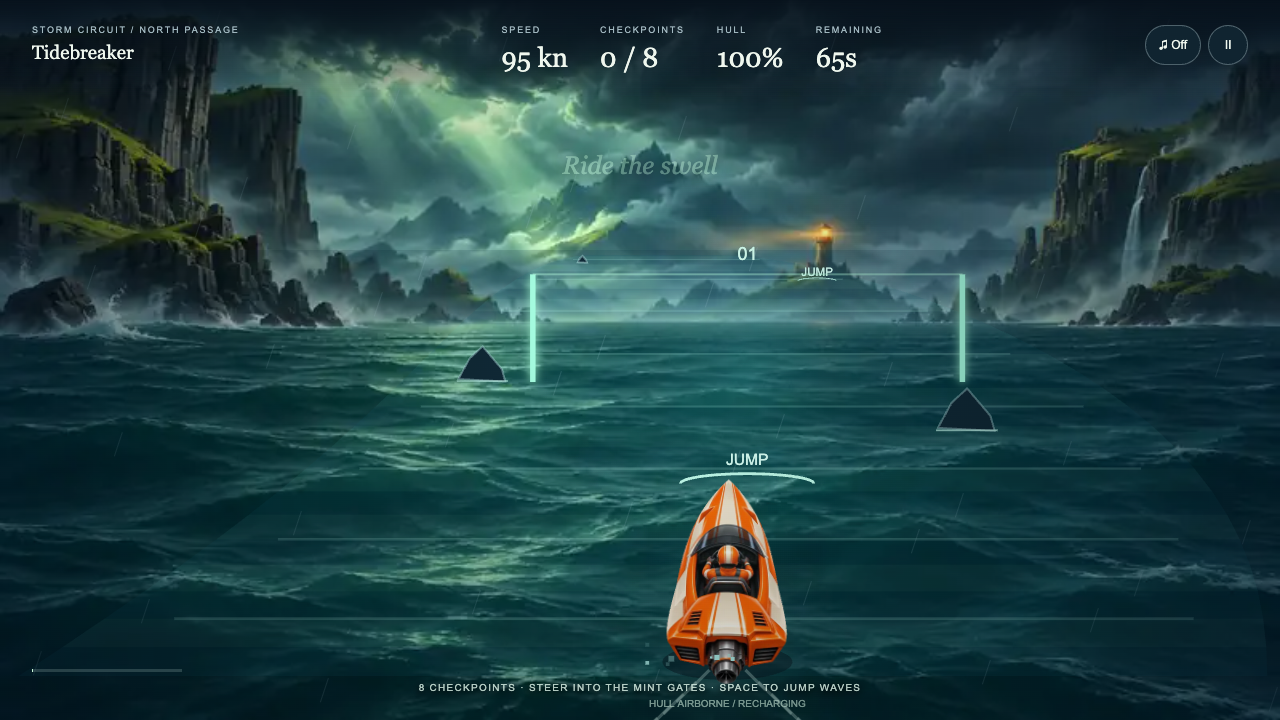 STORM CIRCUIT / NORTH PASSAGE
Tidebreaker
SPEED
95 kn
CHECKPOINTS
0 / 8
HULL
100%
REMAINING
65s
♫ Off
II
Ride the swell
01
JUMP
JUMP
8 CHECKPOINTS · STEER INTO THE MINT GATES · SPACE TO JUMP WAVES
HULL AIRBORNE / RECHARGING